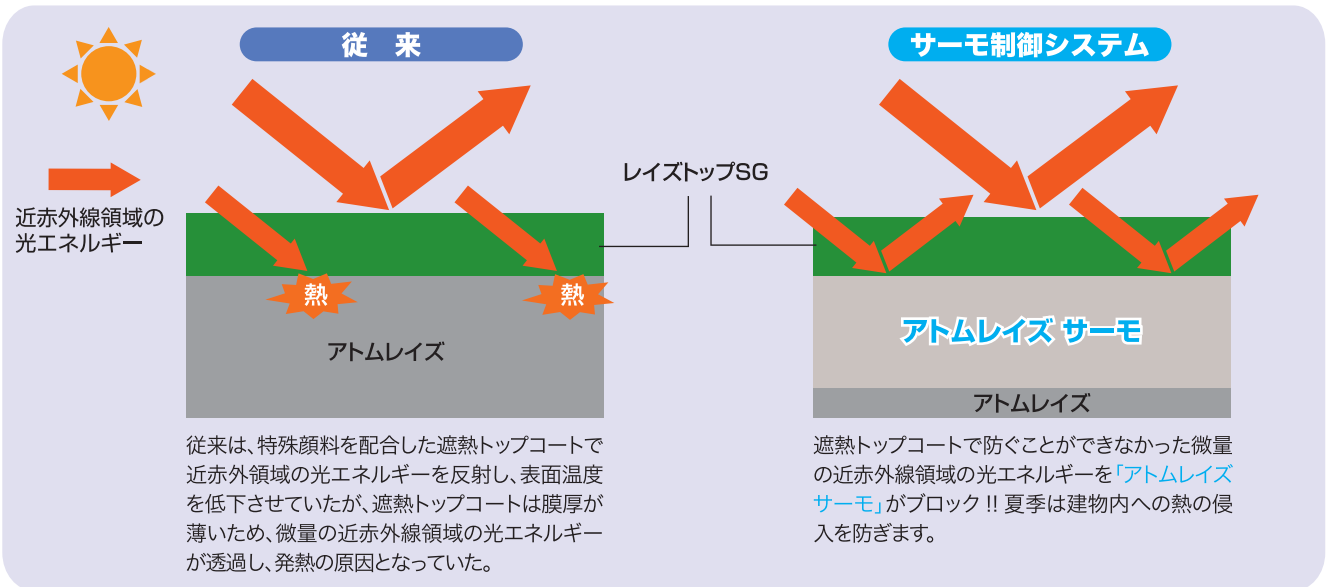 従　来
サーモ制御システム
近赤外線領域の
光エネルギー
レイズトップSG
熱
熱
アトムレイズ
アトムレイズ サーモ
アトムレイズ
従来は、特殊顔料を配合した遮熱トップコートで
近赤外領域の光エネルギーを反射し、表面温度
を低下させていたが、遮熱トップコートは膜厚が
薄いため、微量の近赤外線領域の光エネルギー
が透過し、発熱の原因となっていた。
遮熱トップコートで防ぐことができなかった微量
の近赤外線領域の光エネルギーを「アトムレイズ
サーモ」がブロック!!夏季は建物内への熱の侵
入を防ぎます。